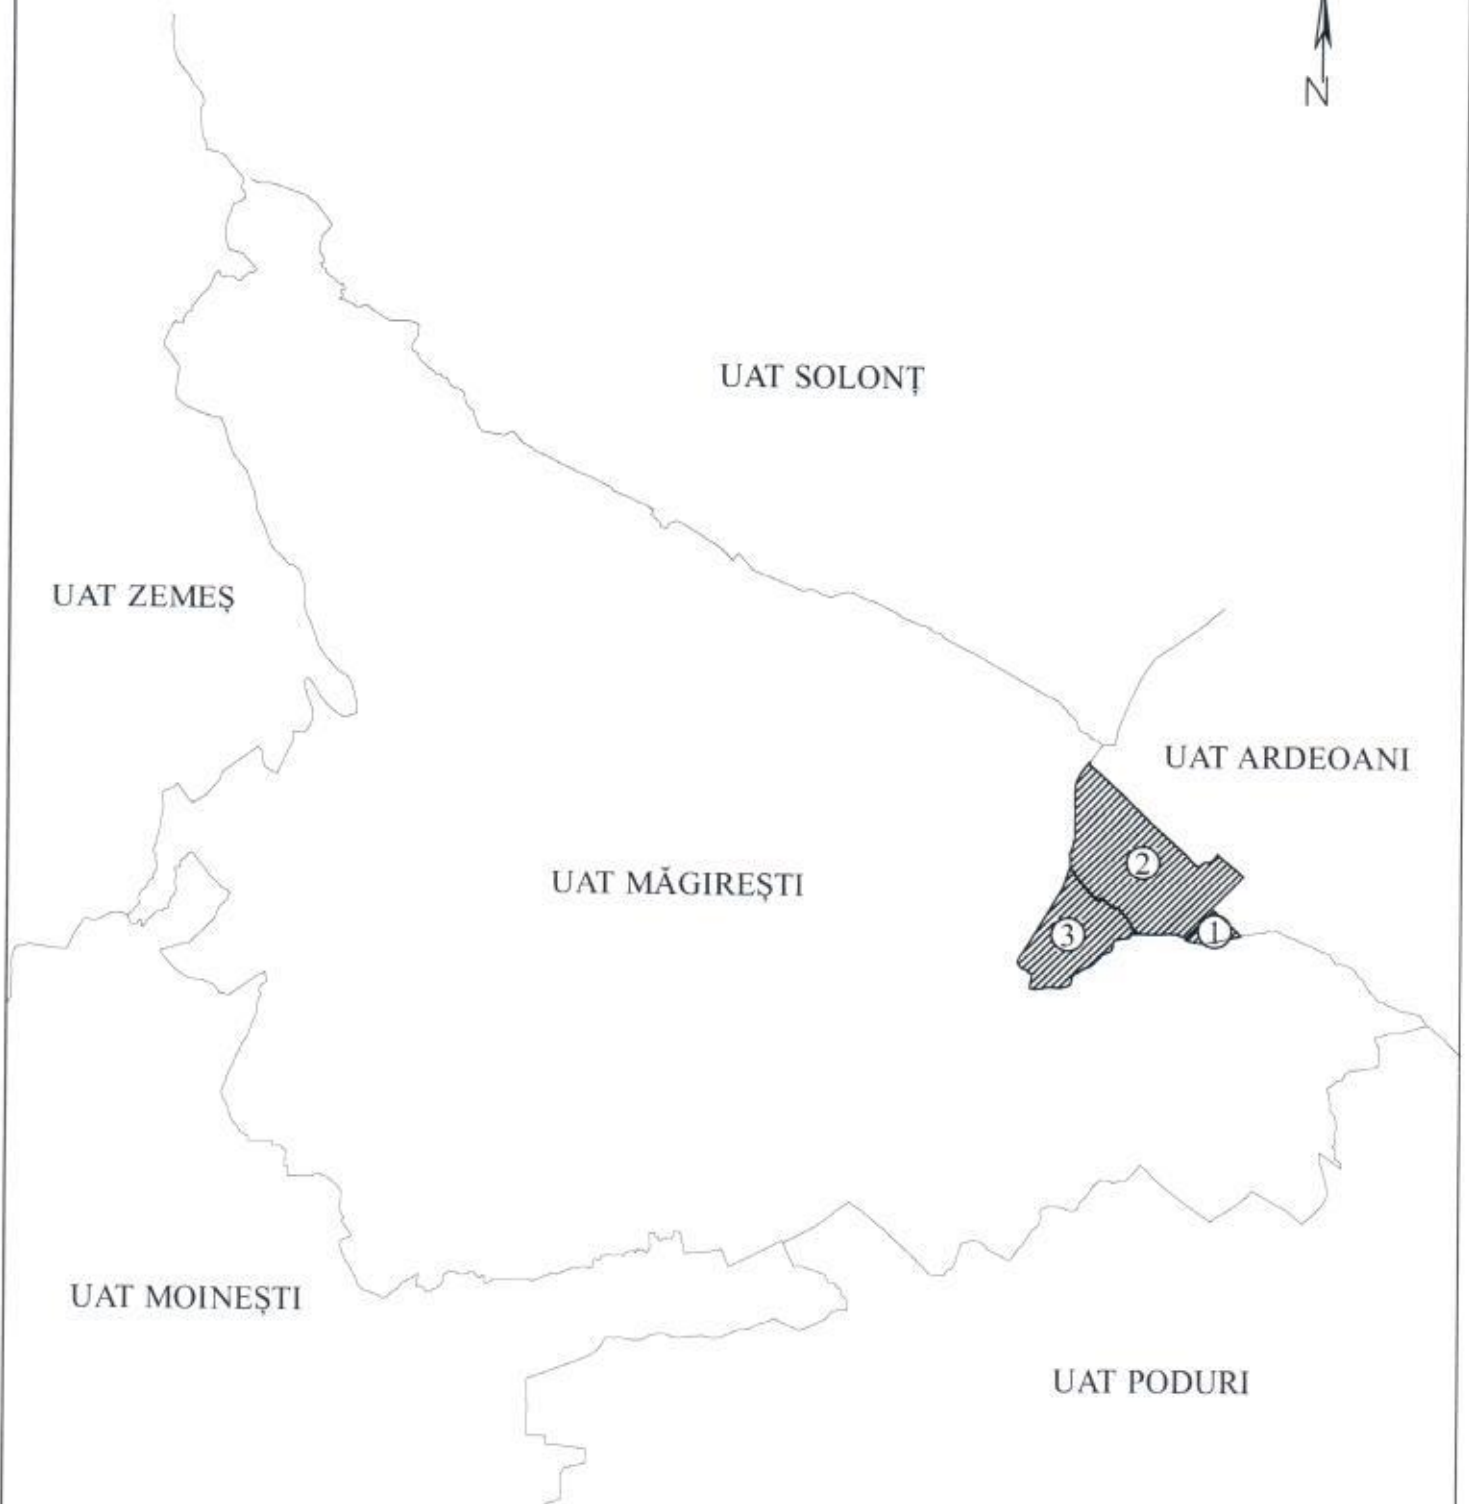 N
UAT SOLONȚ
UAT ZEMEȘ
UAT ARDEOANI
2
UAT MĂGIREȘTI
3
1
UAT MOINEȘTI
UAT PODURI